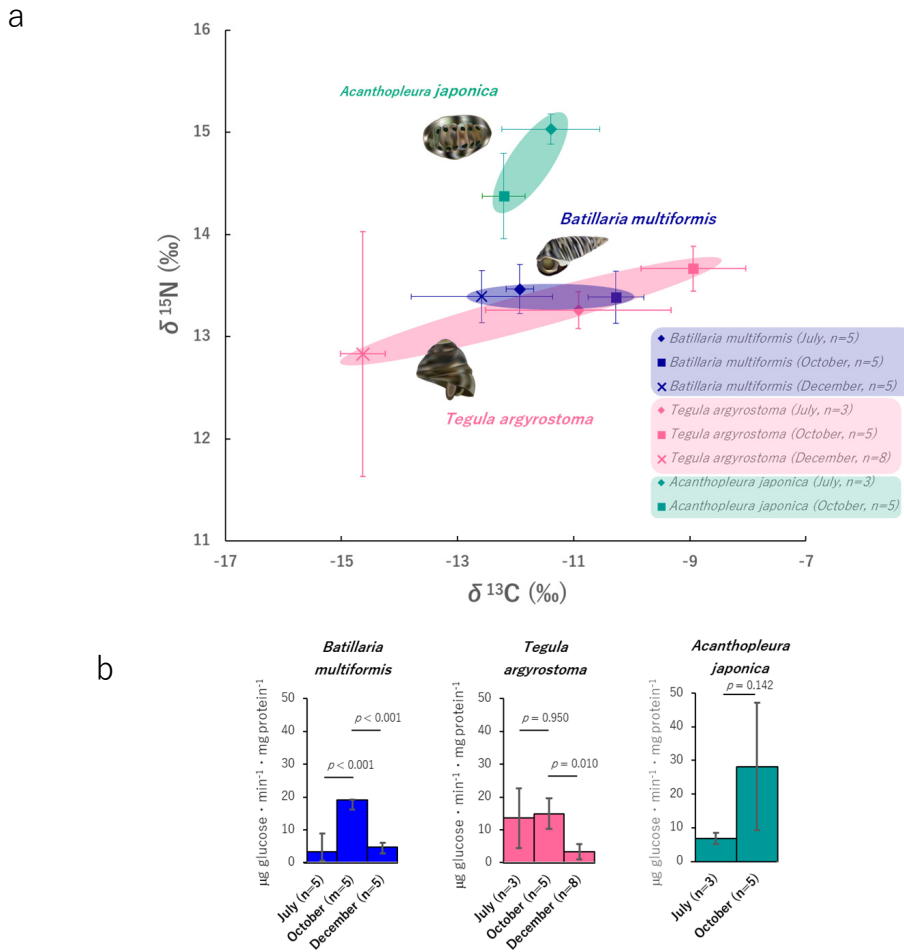 a
16
15
14
13
12
11
δ ¹⁵N (‰)
-17
-15
-13
-11
-9
-7
δ ¹³C (‰)
Acanthopleura japonica
Batillaria multiformis
Tegula argyrostoma
Batillaria multiformis (July, n=5)
Batillaria multiformis (October, n=5)
Batillaria multiformis (December, n=5)
Tegula argyrostoma (July, n=3)
Tegula argyrostoma (October, n=5)
Tegula argyrostoma (December, n=8)
Acanthopleura japonica (July, n=3)
Acanthopleura japonica (October, n=5)
b
Batillaria
multiformis
µg glucose・min⁻¹・mg protein⁻¹
50
40
30
20
10
0
p < 0.001
p < 0.001
July (n=5)
October (m=5)
December (n=5)
Tegula
argyrostoma
µg glucose・min⁻¹・mg protein⁻¹
50
40
30
20
10
0
p = 0.950
p = 0.010
July (n=3)
October (n=5)
December (n=8)
Acanthopleura
japonica
µg glucose・min⁻¹・mg protein⁻¹
50
40
30
20
10
0
p = 0.142
July (n=3)
October (n=5)